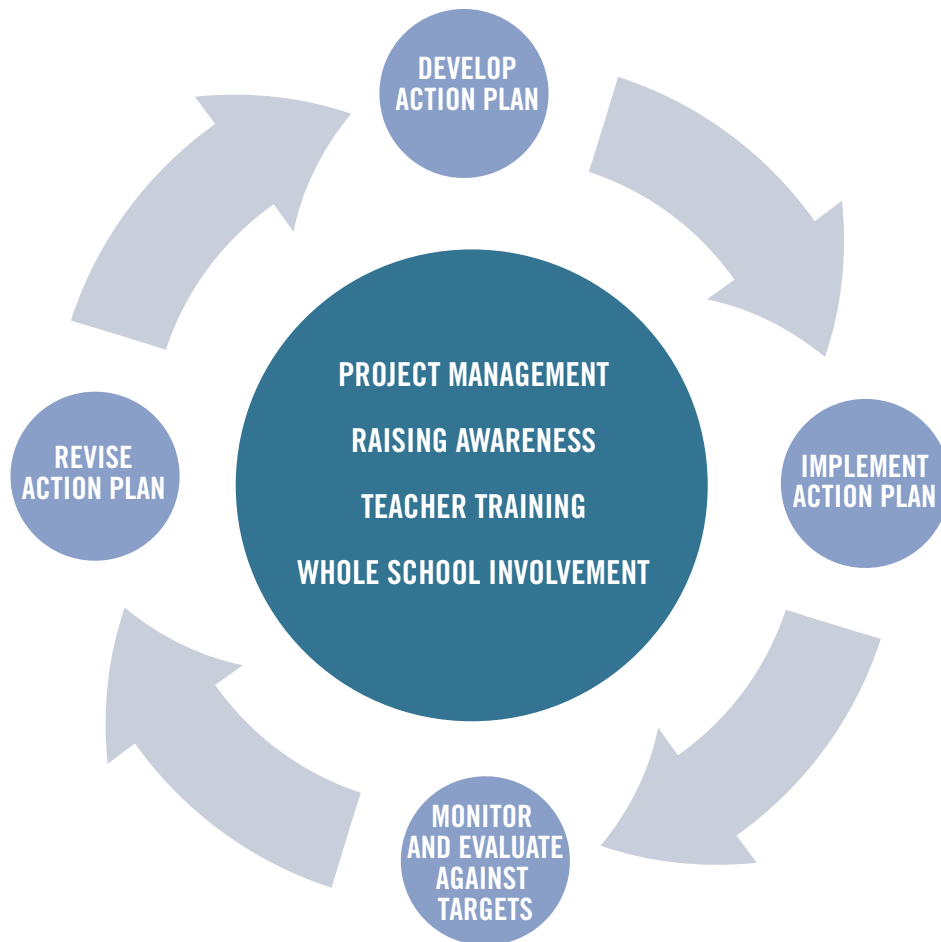 DEVELOP
ACTION PLAN
PROJECT MANAGEMENT
RAISING AWARENESS
TEACHER TRAINING
WHOLE SCHOOL INVOLVEMENT
REVISE
ACTION PLAN
IMPLEMENT
ACTION PLAN
MONITOR
AND EVALUATE
AGAINST
TARGETS